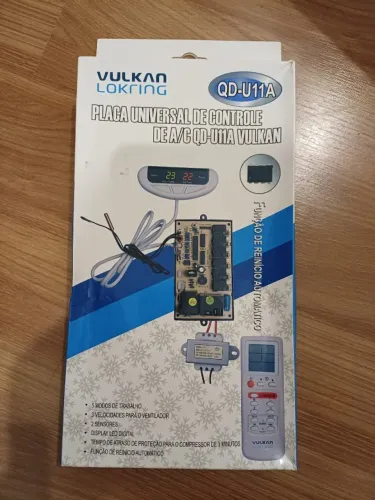 VULKAN
LOKRING
QD-U11A
PLACA UNIVERSAL DE CONTROLE
DE A/C QD-U11A VULKAN
23 22
FUNÇÃO DE REINÍCIO AUTOMÁTICO
VULKAN
• 5 MODOS DE TRABALHO
• 3 VELOCIDADES PARA O VENTILADOR
• 2 SENSORES
• DISPLAY LED DIGITAL
• TEMPO DE ATRASO DE PROTEÇÃO PARA O COMPRESSOR DE 3 MINUTOS
• FUNÇÃO DE REINÍCIO AUTOMÁTICO